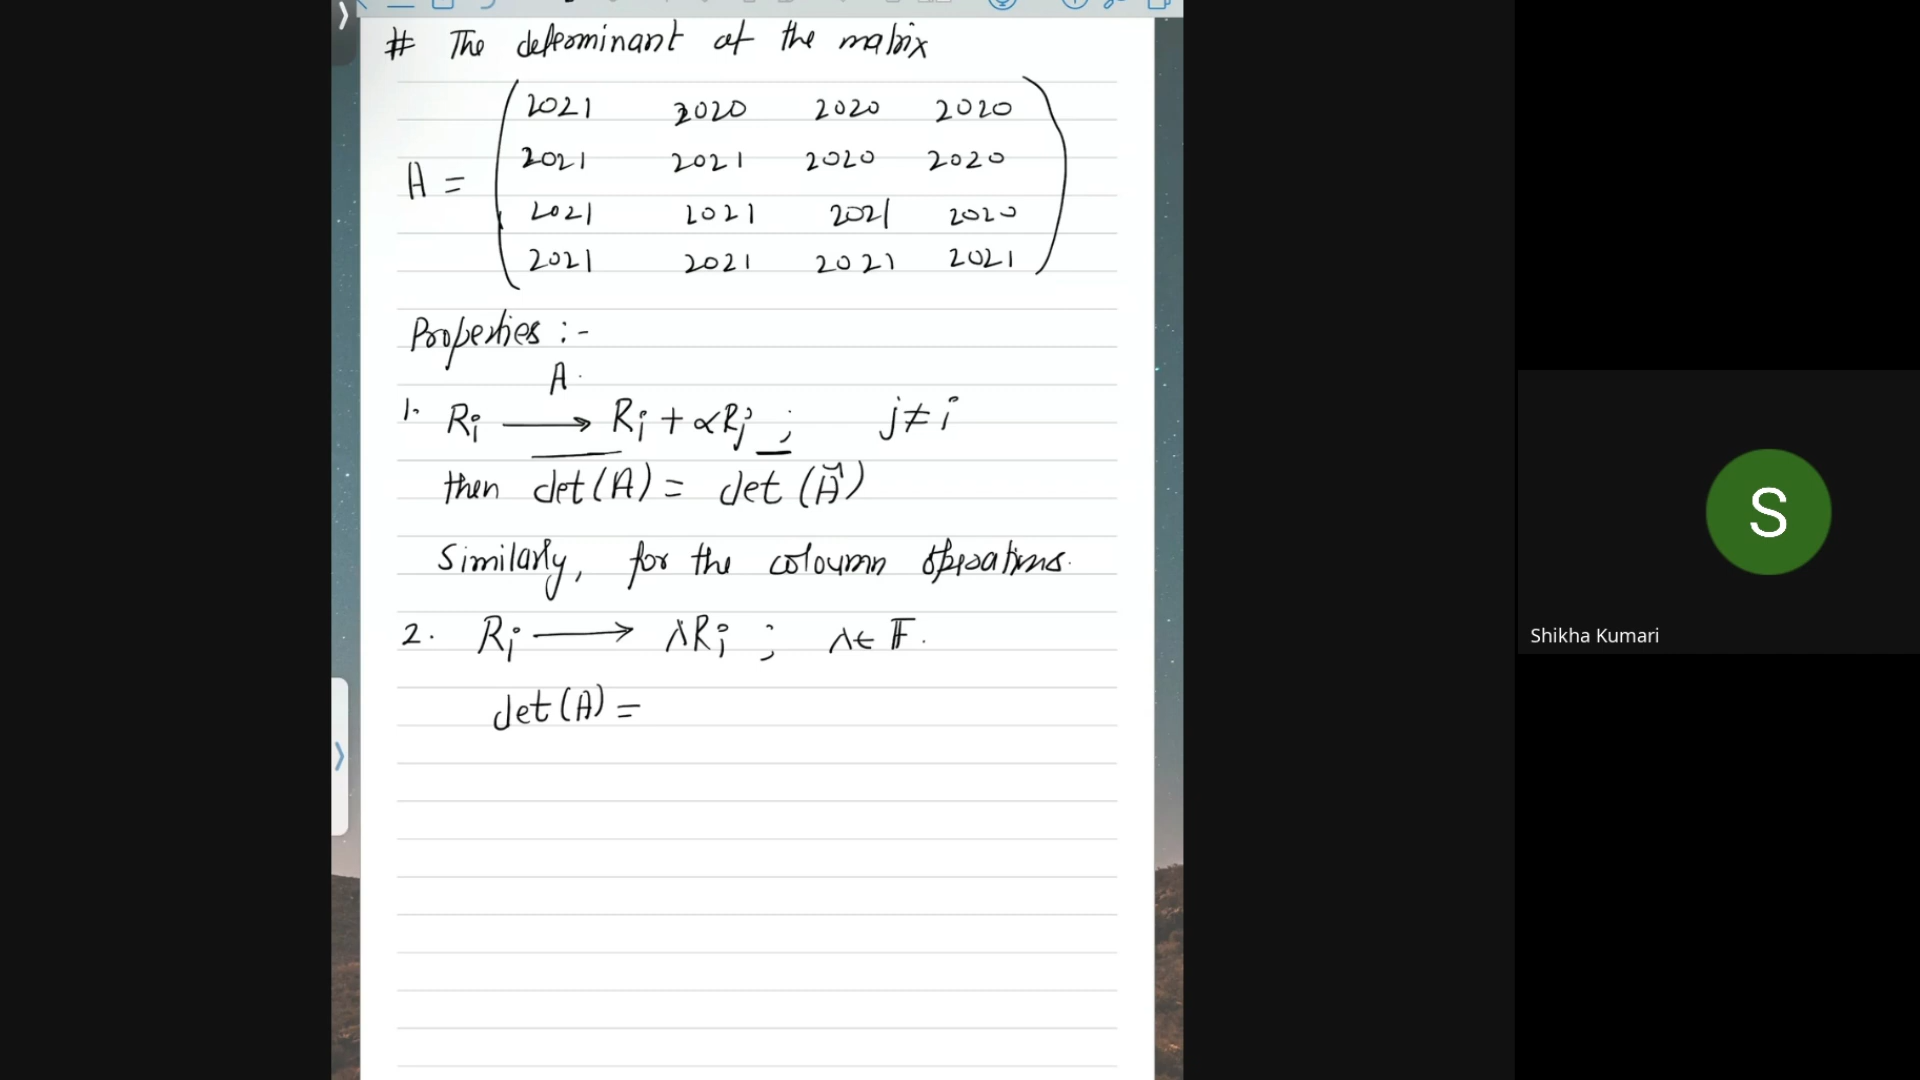 # The determinant of the matrix
2021 2020 2020 2020
2021 2021 2020 2020
A =
2021 2021 2021 2020
2021 2021 2021 2021
Properties :-
A
1. Ri ⟶ Ri + αRj ; j ≠ i
then det(A) = det(Ã)
Similarly, for the coloumn operations.
2. Ri ⟶ λRi ; λ ∈ 𝔽.
det(A) =
S
Shikha Kumari